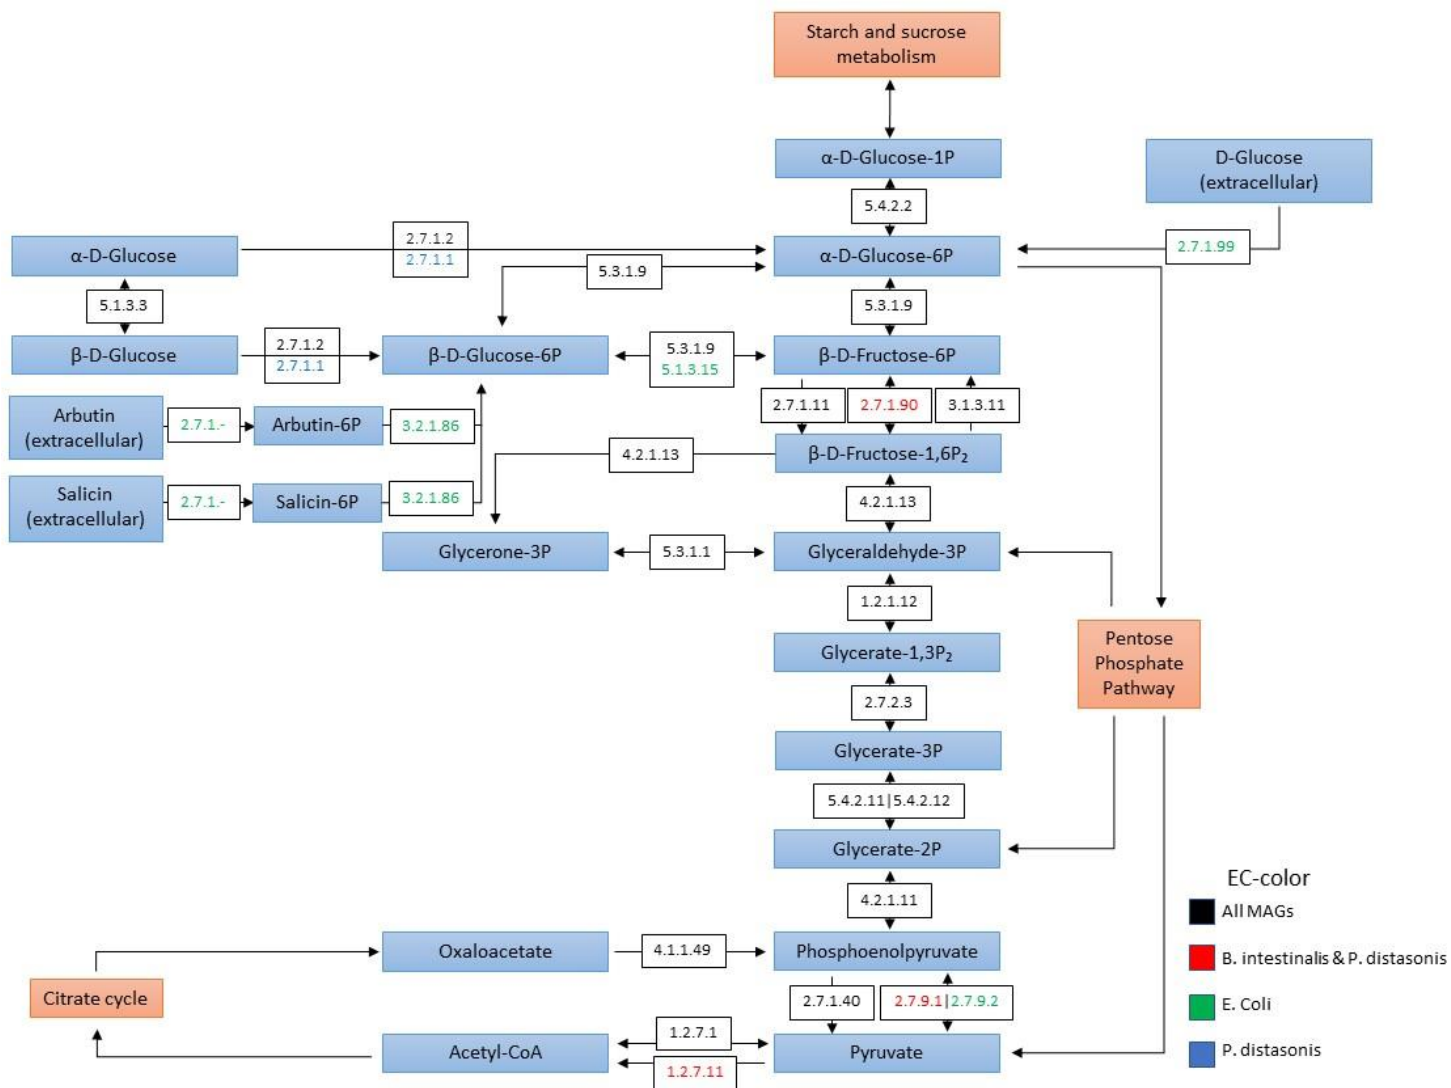 Starch and sucrose
metabolism
α-D-Glucose-1P
D-Glucose
(extracellular)
5.4.2.2
2.7.1.2
2.7.1.1
2.7.1.99
α-D-Glucose
α-D-Glucose-6P
5.3.1.9
5.1.3.3
5.3.1.9
β-D-Glucose
2.7.1.2
2.7.1.1
β-D-Glucose-6P
5.3.1.9
5.1.3.15
β-D-Fructose-6P
Arbutin
(extracellular)
2.7.1.-
Arbutin-6P
3.2.1.86
2.7.1.11
2.7.1.90
3.1.3.11
4.2.1.13
β-D-Fructose-1,6P₂
Salicin
(extracellular)
2.7.1.-
Salicin-6P
3.2.1.86
4.2.1.13
Glycerone-3P
5.3.1.1
Glyceraldehyde-3P
1.2.1.12
Glycerate-1,3P₂
Pentose
Phosphate
Pathway
2.7.2.3
Glycerate-3P
5.4.2.11|5.4.2.12
Glycerate-2P
4.2.1.11
Oxaloacetate
4.1.1.49
Phosphoenolpyruvate
Citrate cycle
2.7.1.40
2.7.9.1|2.7.9.2
1.2.7.1
Acetyl-CoA
Pyruvate
1.2.7.11
EC-color
All MAGs
B. intestinalis & P. distasonis
E. Coli
P. distasonis